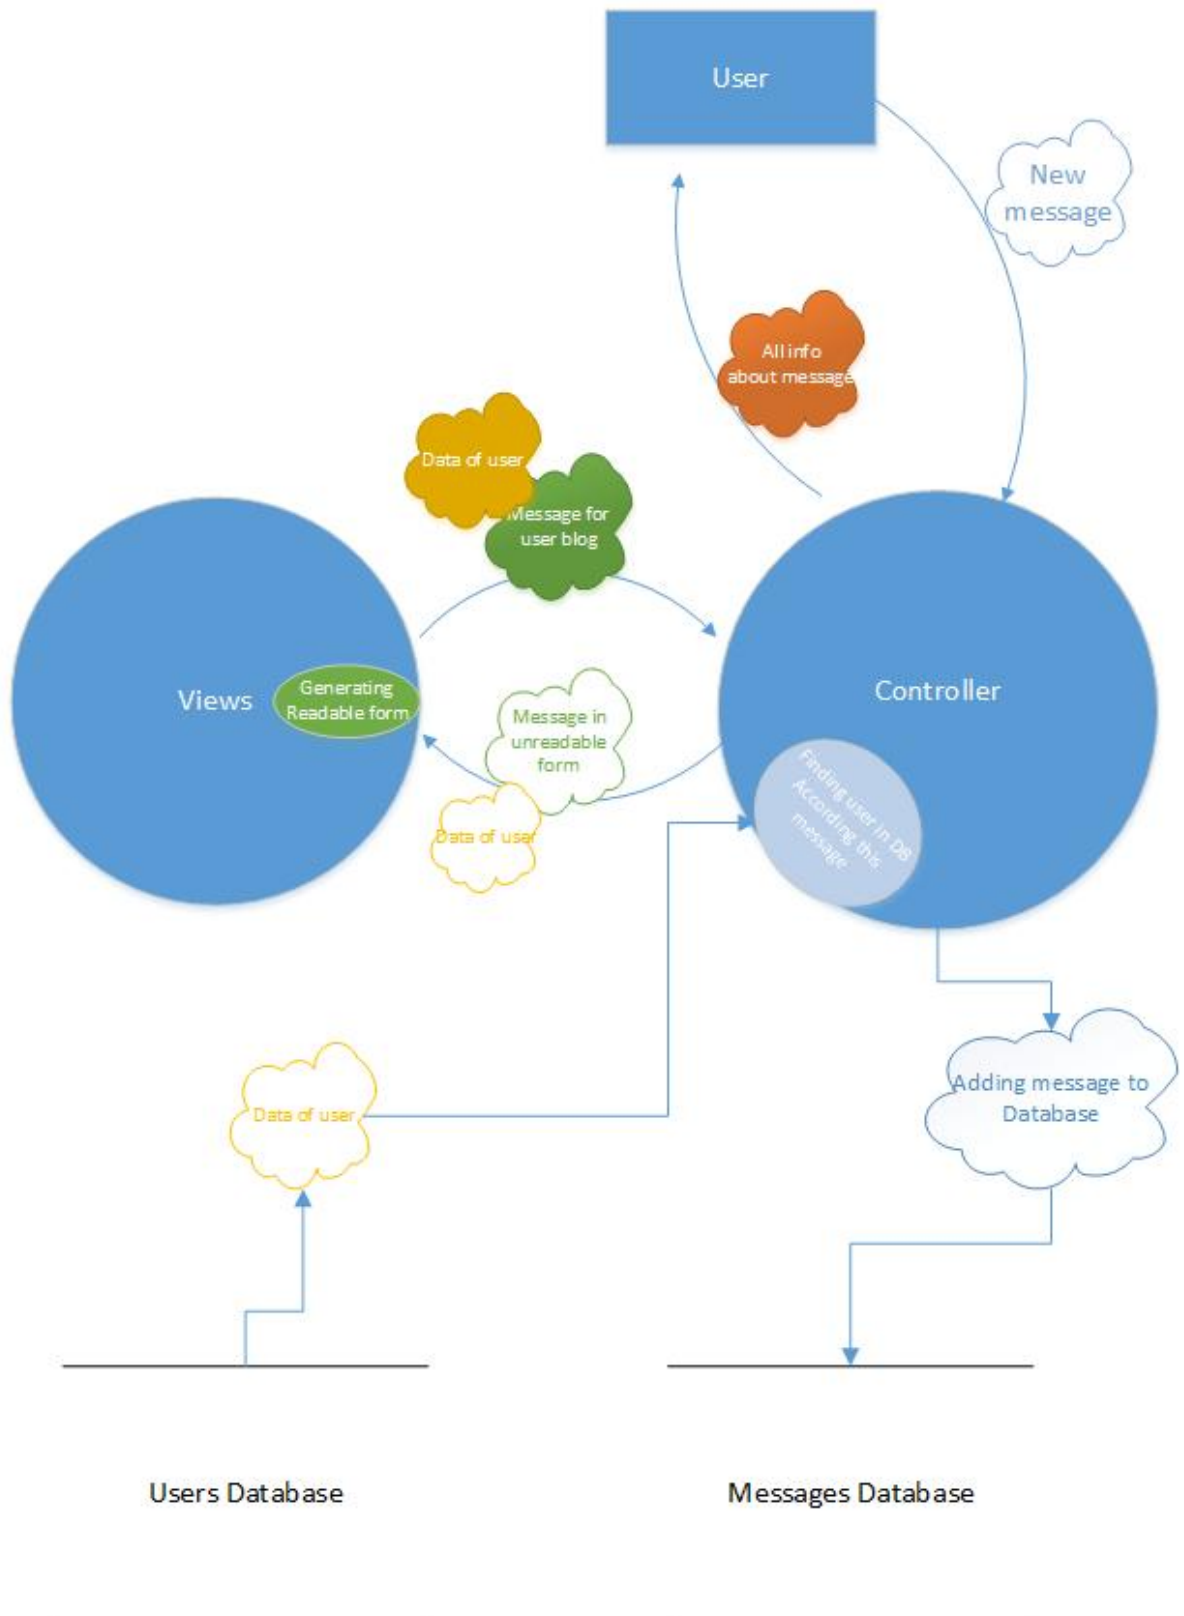 User
New
message
All info
about message
Data of user
Message for
user blog
Views
Generating
Readable form
Message in
unreadable
form
Data of user
Controller
Finding user in DB
According this
message
Data of user
Adding message to
Database
Users Database
Messages Database